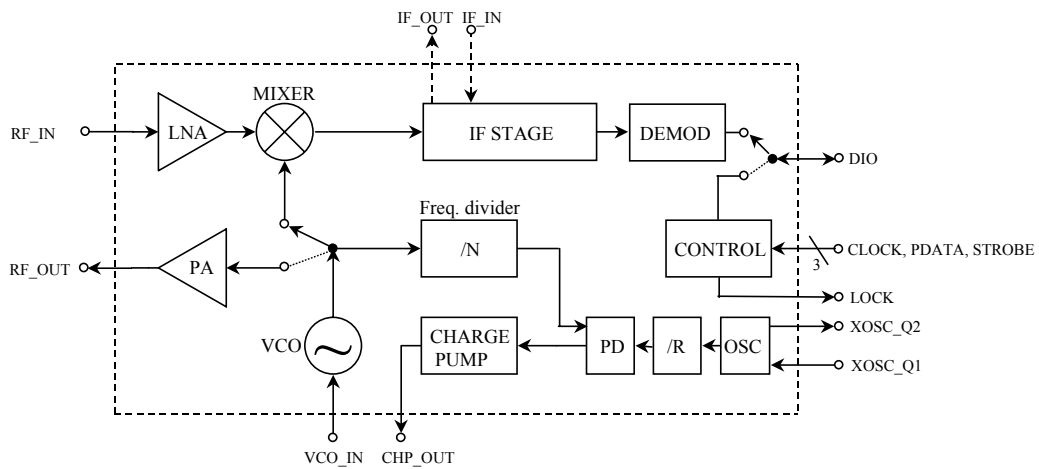 IF_OUT IF_IN
MIXER
RF_IN
LNA
IF STAGE
DEMOD
DIO
Freq. divider
/N
CONTROL
CLOCK, PDATA, STROBE
3
RF_OUT
PA
LOCK
XOSC_Q2
VCO
CHARGE
PUMP
PD
/R
OSC
XOSC_Q1
VCO_IN
CHP_OUT